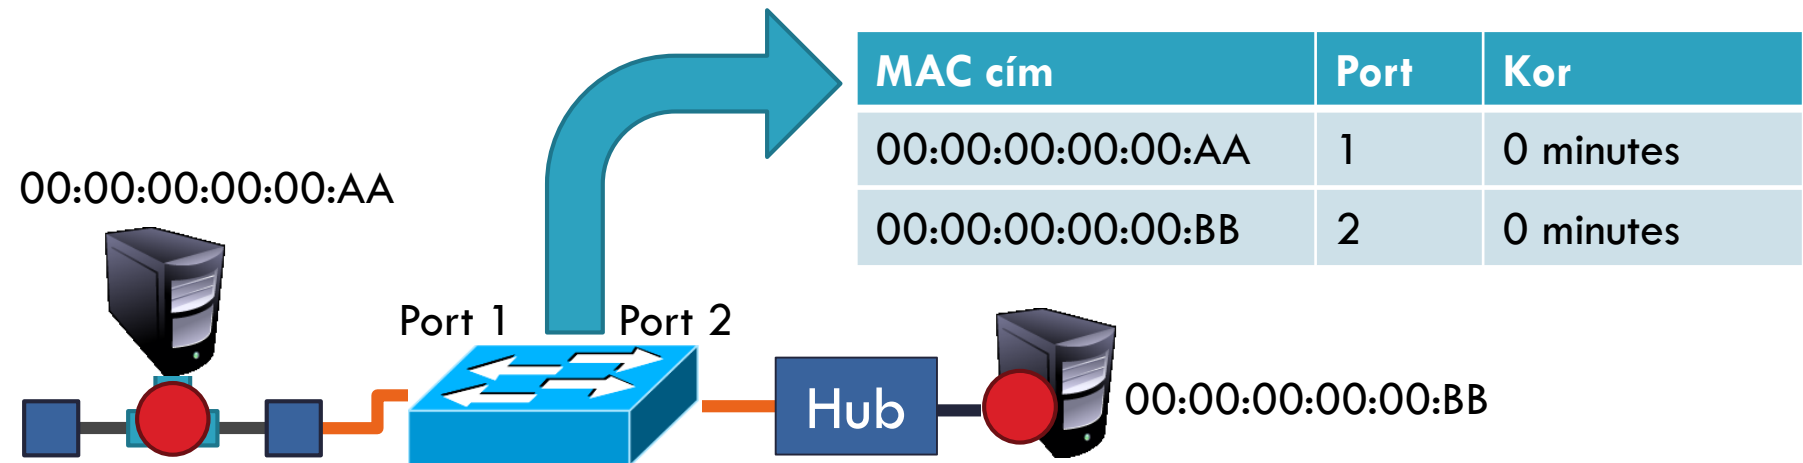 MAC cím Port Kor
00:00:00:00:00:AA 1 0 minutes
00:00:00:00:00:BB 2 0 minutes
00:00:00:00:00:AA
Port 1 Port 2
Hub
00:00:00:00:00:BB